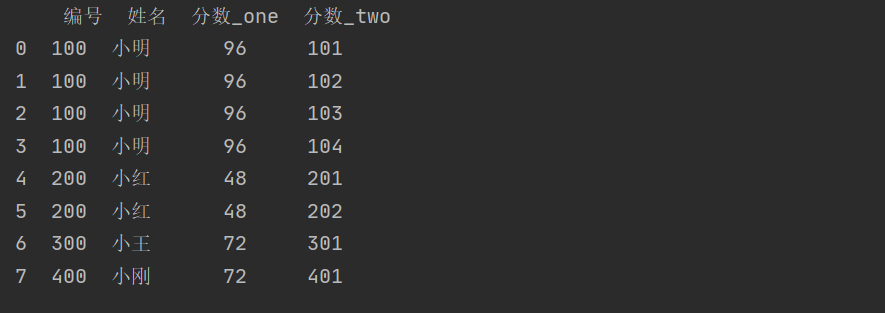 编号 姓名 分数_one 分数_two
0 100 小明 96 101
1 100 小明 96 102
2 100 小明 96 103
3 100 小明 96 104
4 200 小红 48 201
5 200 小红 48 202
6 300 小王 72 301
7 400 小刚 72 401